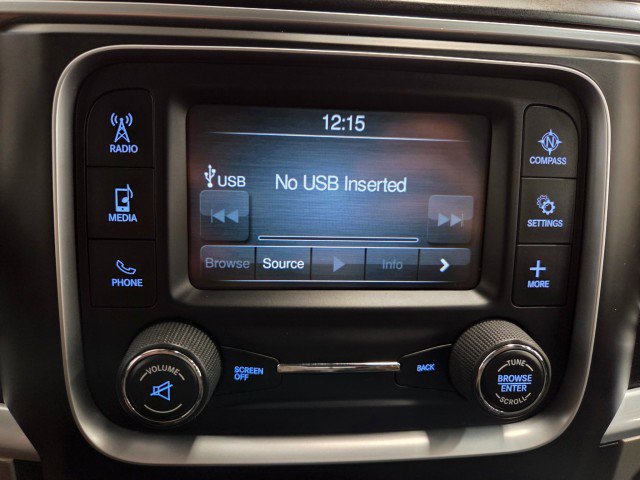 12:15
USB
No USB Inserted
Browse
Source
Info
RADIO
MEDIA
PHONE
N
COMPASS
SETTINGS
MORE
VOLUME
SCREEN
OFF
BACK
TUNE
BROWSE
ENTER
SCROLL